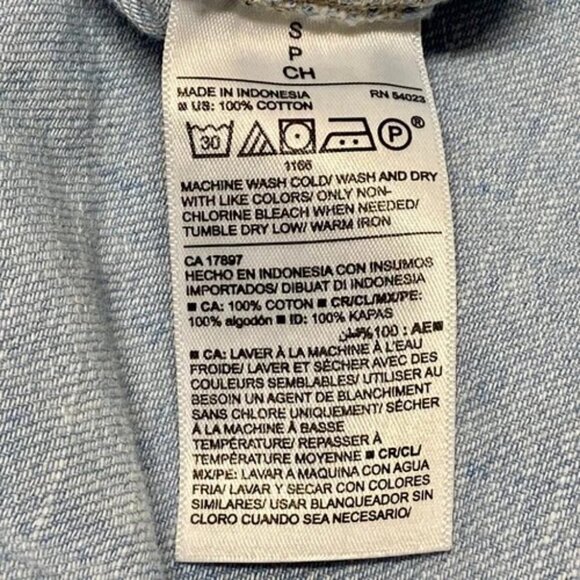 S
P
CH
MADE IN INDONESIA RN 54023
■ US: 100% COTTON
30 P
1166
MACHINE WASH COLD/ WASH AND DRY
WITH LIKE COLORS/ ONLY NON-
CHLORINE BLEACH WHEN NEEDED/
TUMBLE DRY LOW/ WARM IRON
CA 17897
HECHO EN INDONESIA CON INSUMOS
IMPORTADOS/ DIBUAT DI INDONESIA
■ CA: 100% COTON ■ CR/CL/MX/PE:
100% algodón ■ ID: 100% KAPAS
■AE : 100% قطن
■ CA: LAVER À LA MACHINE À L'EAU
FROIDE/ LAVER ET SÉCHER AVEC DES
COULEURS SEMBLABLES/ UTILISER AU
BESOIN UN AGENT DE BLANCHIMENT
SANS CHLORE UNIQUEMENT/ SÉCHER
À LA MACHINE À BASSE
TEMPÉRATURE/ REPASSER À
TEMPÉRATURE MOYENNE ■ CR/CL/
MX/PE: LAVAR A MAQUINA CON AGUA
FRIA/ LAVAR Y SECAR CON COLORES
SIMILARES/ USAR BLANQUEADOR SIN
CLORO CUANDO SEA NECESARIO/